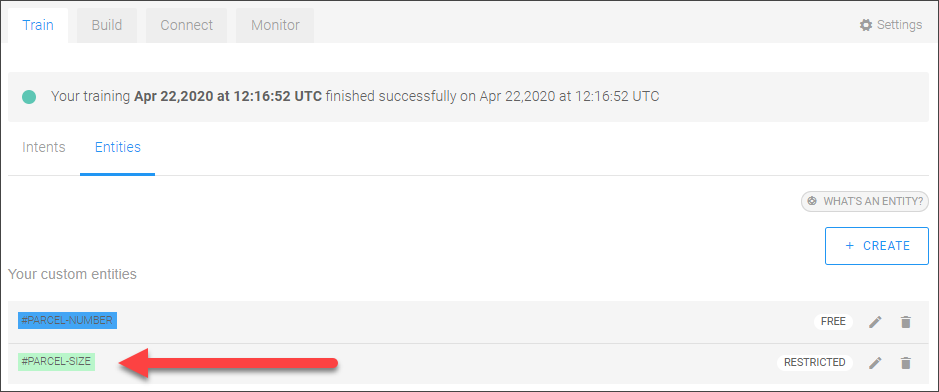 Train Build Connect Monitor Settings
Your training Apr 22,2020 at 12:16:52 UTC finished successfully on Apr 22,2020 at 12:16:52 UTC
Intents Entities
WHAT'S AN ENTITY?
+ CREATE
Your custom entities
#PARCEL-NUMBER FREE
#PARCEL-SIZE RESTRICTED